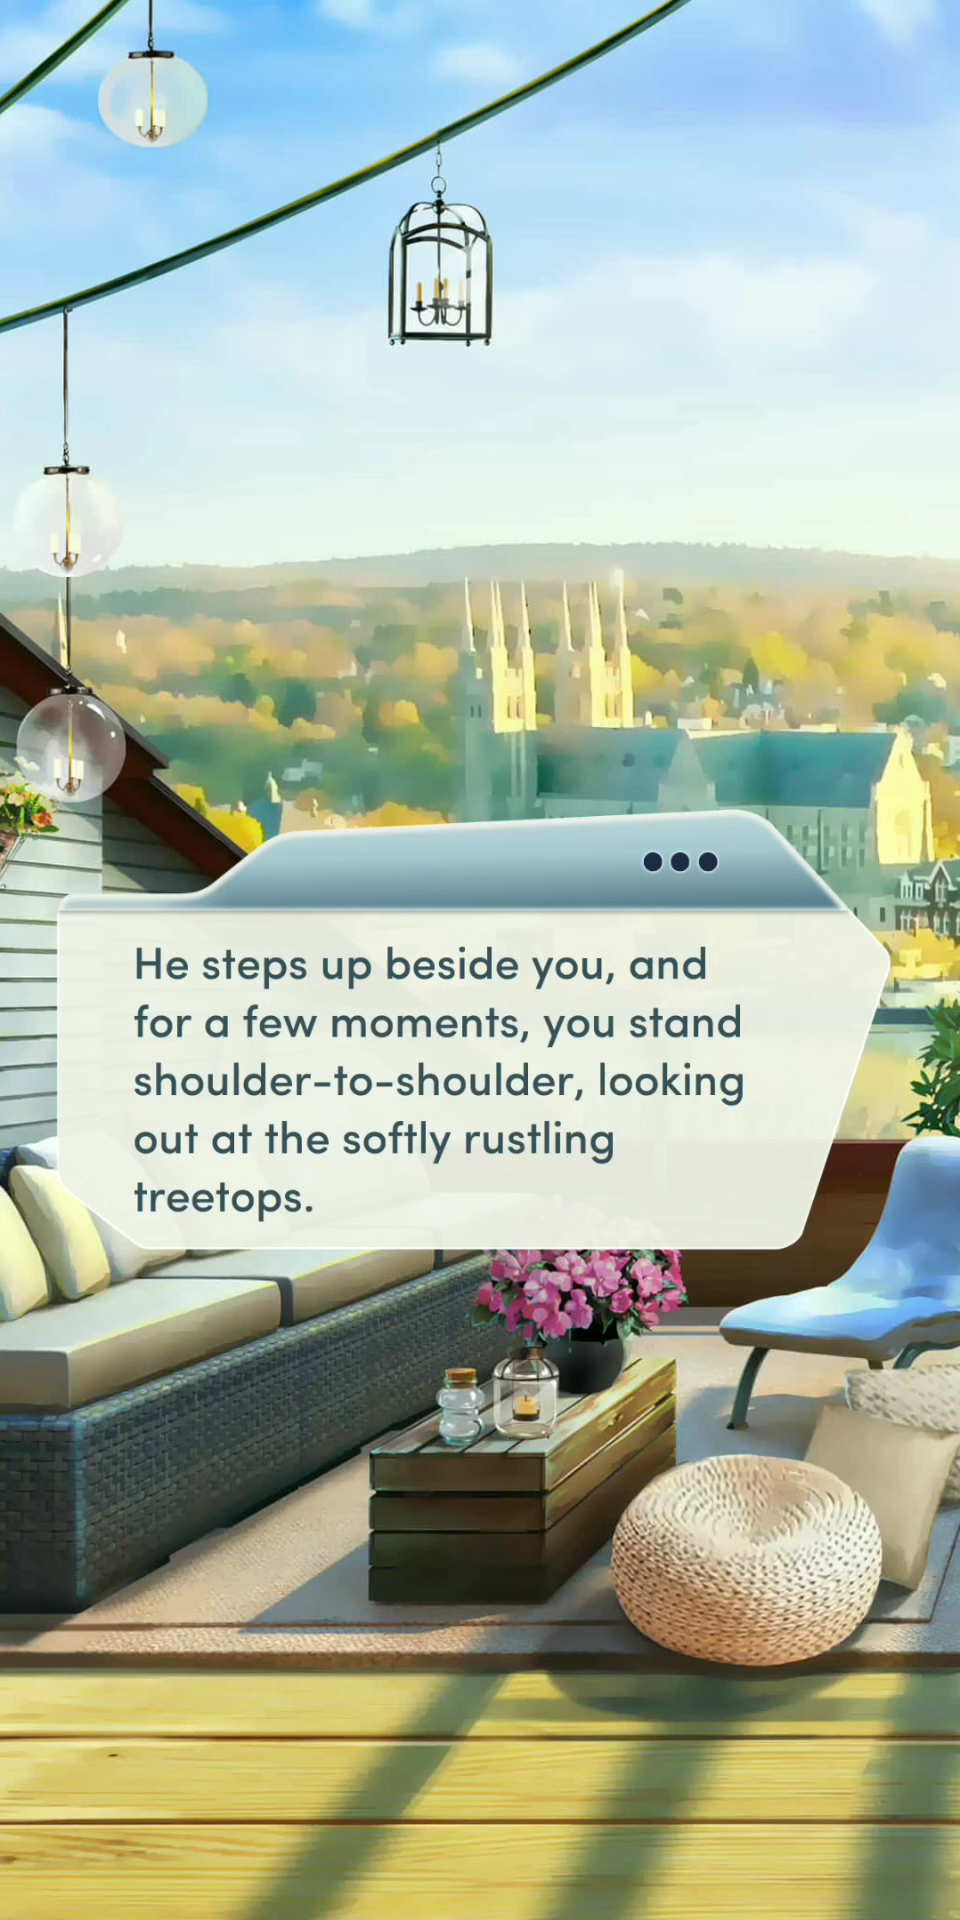 He steps up beside you, and
for a few moments, you stand
shoulder-to-shoulder, looking
out at the softly rustling
treetops.